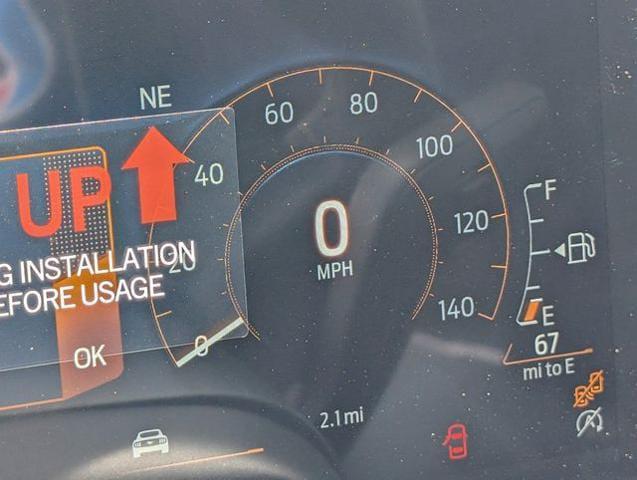 NE
UP
G INSTALLATION
EFORE USAGE
OK
0
20
40
60
80
100
120
140
0
MPH
F
E
67
mi to E
2.1 mi